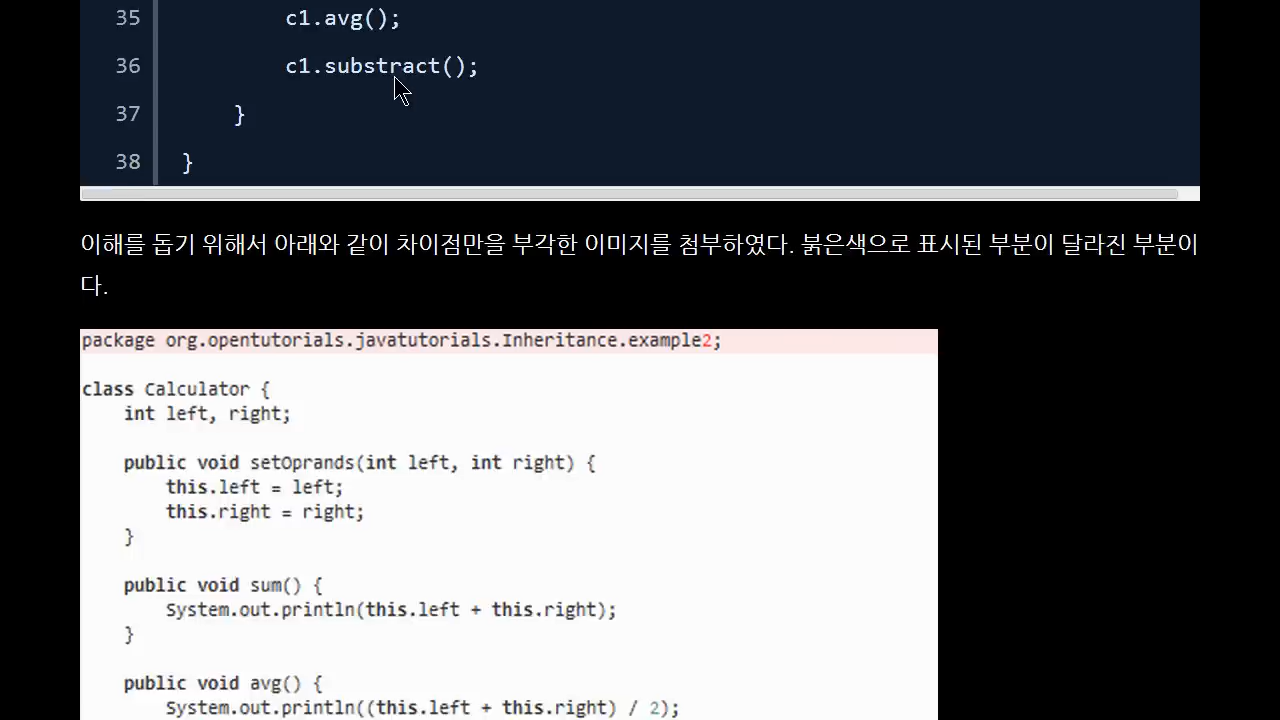 35 c1.avg();
36 c1.substract();
37 }
38 }
이해를 돕기 위해서 아래와 같이 차이점만을 부각한 이미지를 첨부하였다. 붉은색으로 표시된 부분이 달라진 부분이
다.
package org.opentutorials.javatutorials.Inheritance.example2;
class Calculator {
int left, right;
public void setOprands(int left, int right) {
this.left = left;
this.right = right;
}
public void sum() {
System.out.println(this.left + this.right);
}
public void avg() {
System.out.println((this.left + this.right) / 2);